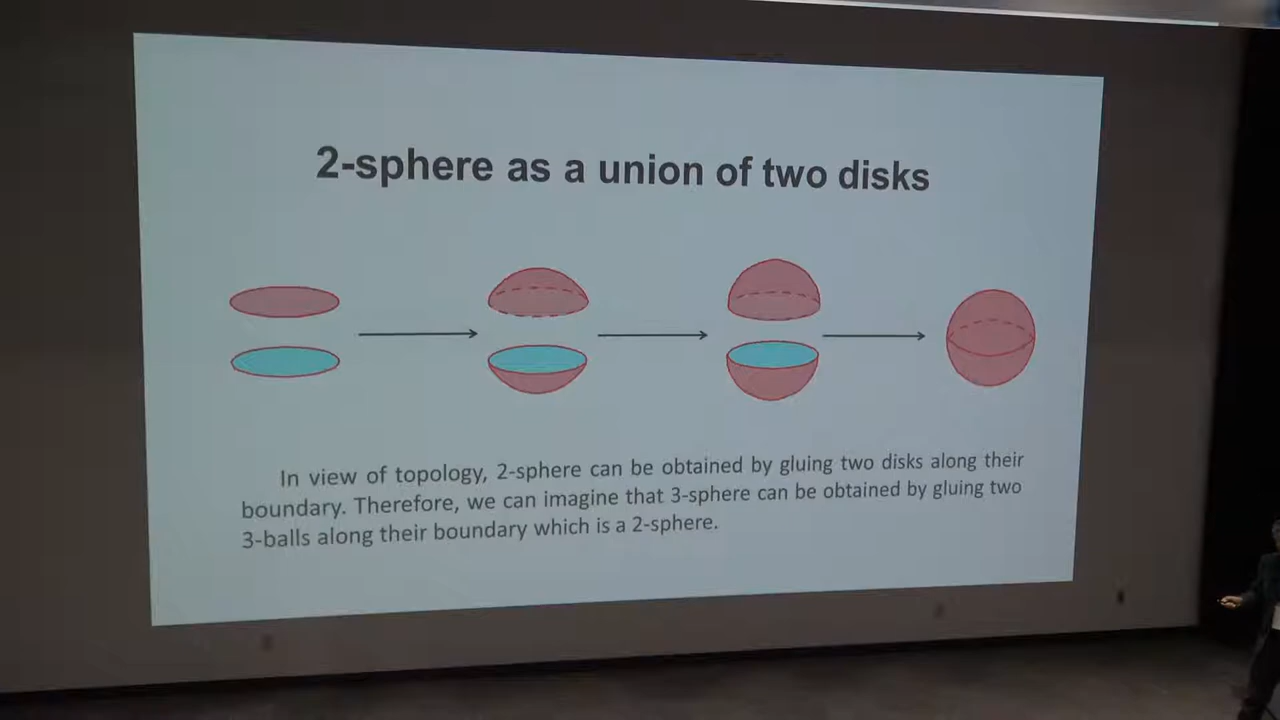 2-sphere as a union of two disks
In view of topology, 2-sphere can be obtained by gluing two disks along their
boundary. Therefore, we can imagine that 3-sphere can be obtained by gluing two
3-balls along their boundary which is a 2-sphere.